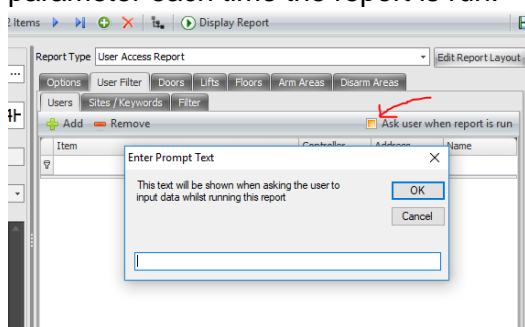 parameter each time the report is run.
Items Display Report
Report Type User Access Report Edit Report Layout
... Options User Filter Doors Lifts Floors Arm Areas Disarm Areas
Users Sites / Keywords Filter
Add Remove Ask user when report is run
Item Controller Address Name
Enter Prompt Text
This text will be shown when asking the user to
input data whilst running this report
OK
Cancel